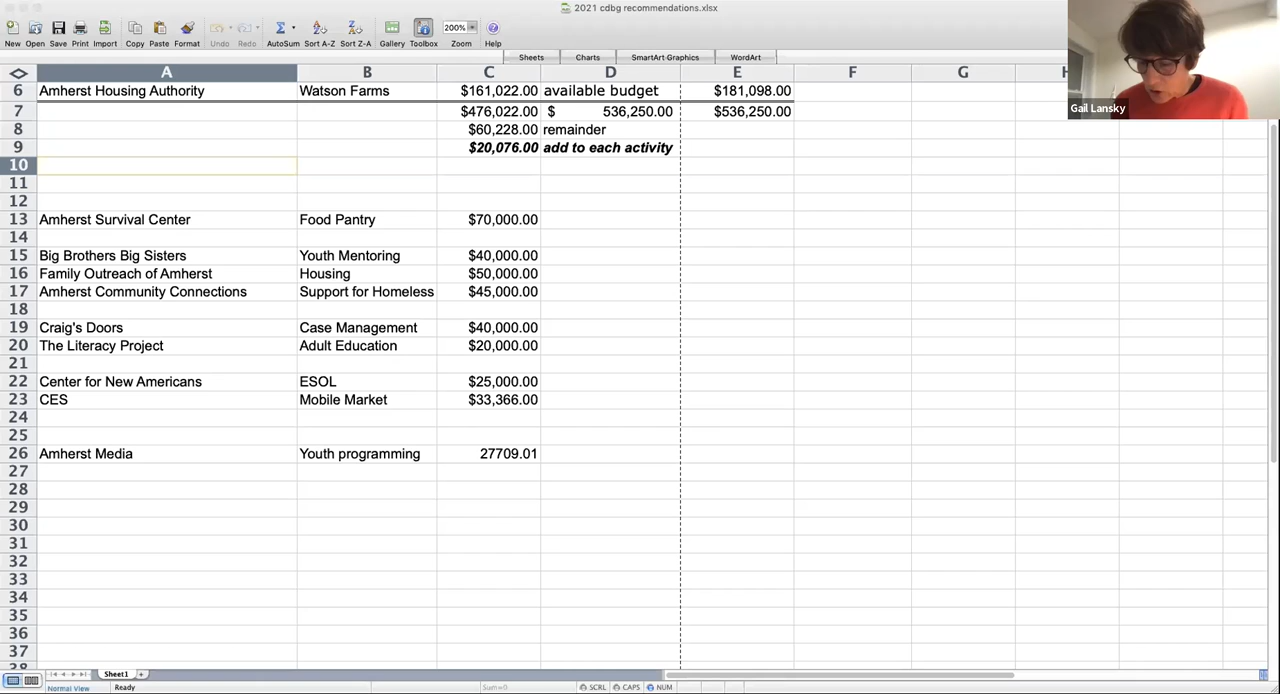 2021 cdbg recommendations.xlsx
200%
New Open Save Print Import Copy Paste Format Undo Redo AutoSum Sort A-Z Sort Z-A Gallery Toolbox Zoom Help
Sheets Charts SmartArt Graphics WordArt
A B C D E F G H
6 Amherst Housing Authority Watson Farms $161,022.00 available budget $181,098.00
Gail Lansky
7 $476,022.00 $ 536,250.00 $536,250.00
8 $60,228.00 remainder
9 $20,076.00 add to each activity
10
11
12
13 Amherst Survival Center Food Pantry $70,000.00
14
15 Big Brothers Big Sisters Youth Mentoring $40,000.00
16 Family Outreach of Amherst Housing $50,000.00
17 Amherst Community Connections Support for Homeless $45,000.00
18
19 Craig's Doors Case Management $40,000.00
20 The Literacy Project Adult Education $20,000.00
21
22 Center for New Americans ESOL $25,000.00
23 CES Mobile Market $33,366.00
24
25
26 Amherst Media Youth programming 27709.01
27
28
29
30
31
32
33
34
35
36
37
38
Sheet1
Normal View Ready Sum=0 SCRL CAPS NUM